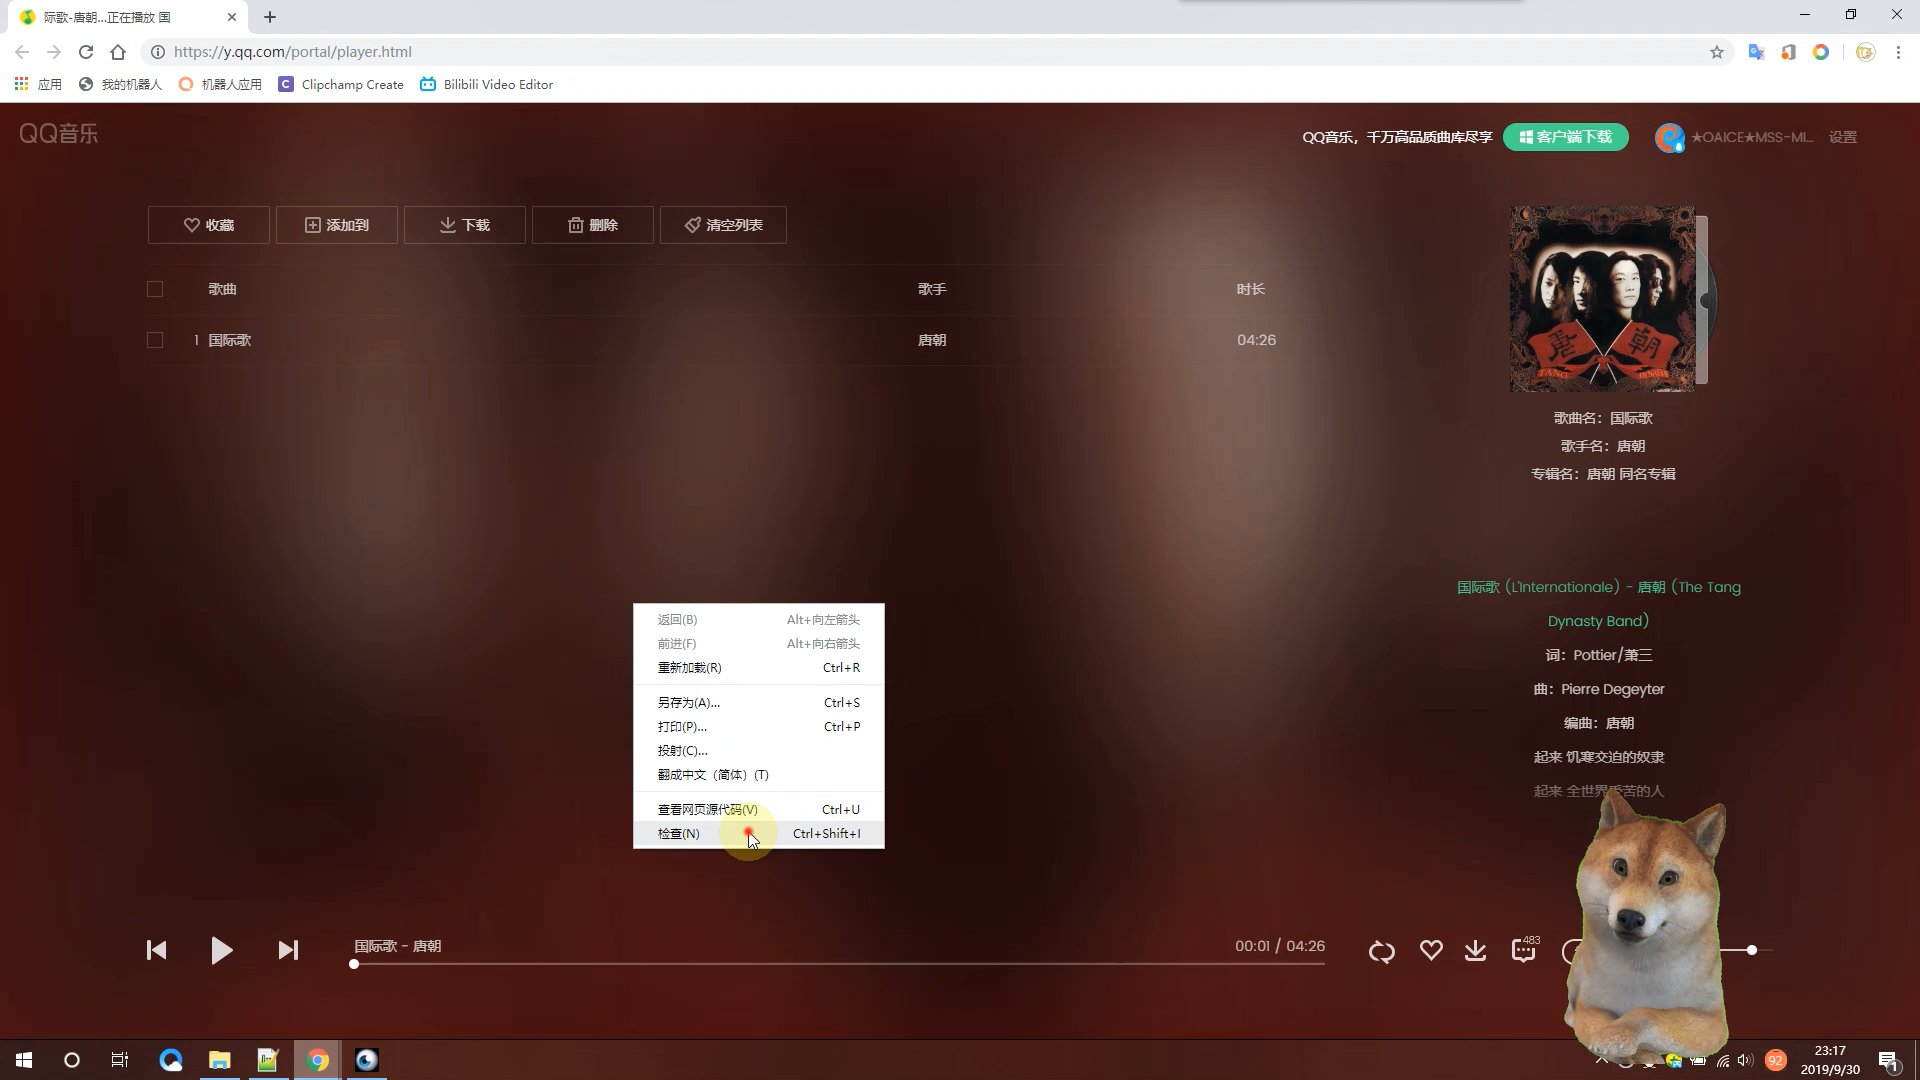 际歌-唐朝...正在播放 国
https://y.qq.com/portal/player.html
应用
我的机器人
机器人应用
Clipchamp Create
Bilibili Video Editor
QQ音乐
QQ音乐，千万高品质曲库尽享
客户端下载
★OAICE★MSS-MI...
设置
收藏
添加到
下载
删除
清空列表
歌曲
歌手
时长
1 国际歌
唐朝
04:26
唐 朝
TANG DYNASTY
歌曲名：国际歌
歌手名：唐朝
专辑名：唐朝 同名专辑
国际歌 (L'Internationale) - 唐朝 (The Tang
Dynasty Band)
词：Pottier/萧三
曲：Pierre Degeyter
编曲：唐朝
起来 饥寒交迫的奴隶
起来 全世界受苦的人
返回(B) Alt+向左箭头
前进(F) Alt+向右箭头
重新加载(R) Ctrl+R
另存为(A)... Ctrl+S
打印(P)... Ctrl+P
投射(C)...
翻成中文（简体）(T)
查看网页源代码(V) Ctrl+U
检查(N) Ctrl+Shift+I
国际歌 - 唐朝
00:01 / 04:26
483
92
23:17
2019/9/30
1